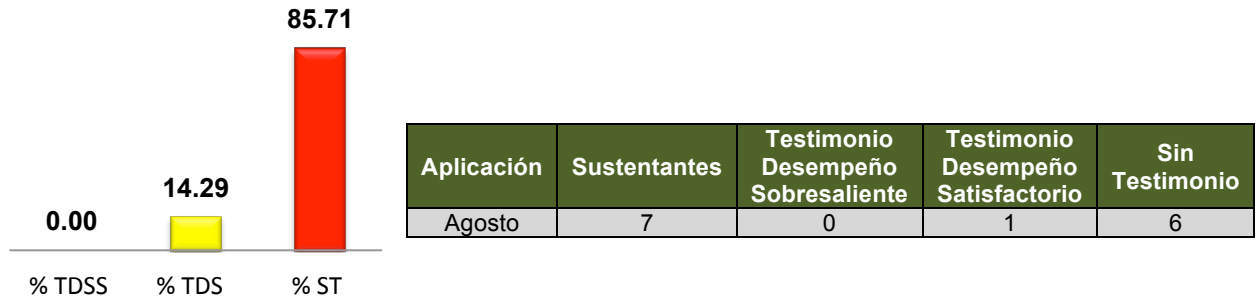 85.71
14.29
0.00
% TDSS % TDS % ST
Aplicación Sustentantes Testimonio Desempeño Sobresaliente Testimonio Desempeño Satisfactorio Sin Testimonio
Agosto 7 0 1 6